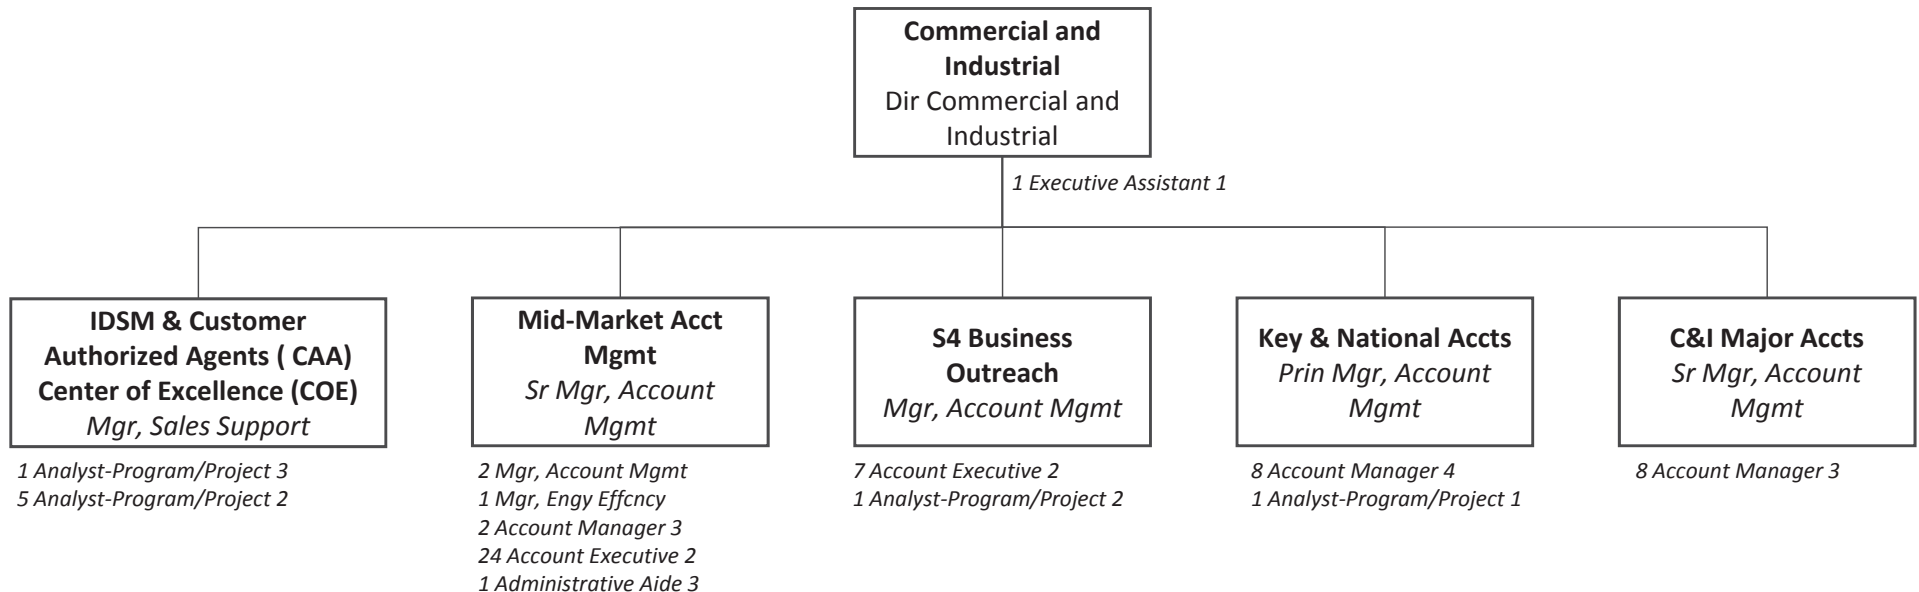 Commercial and
Industrial
Dir Commercial and
Industrial
1 Executive Assistant 1
IDSM & Customer
Authorized Agents ( CAA)
Center of Excellence (COE)
Mgr, Sales Support
1 Analyst-Program/Project 3
5 Analyst-Program/Project 2
Mid-Market Acct
Mgmt
Sr Mgr, Account
Mgmt
2 Mgr, Account Mgmt
1 Mgr, Engy Effcncy
2 Account Manager 3
24 Account Executive 2
1 Administrative Aide 3
S4 Business
Outreach
Mgr, Account Mgmt
7 Account Executive 2
1 Analyst-Program/Project 2
Key & National Accts
Prin Mgr, Account
Mgmt
8 Account Manager 4
1 Analyst-Program/Project 1
C&I Major Accts
Sr Mgr, Account
Mgmt
8 Account Manager 3